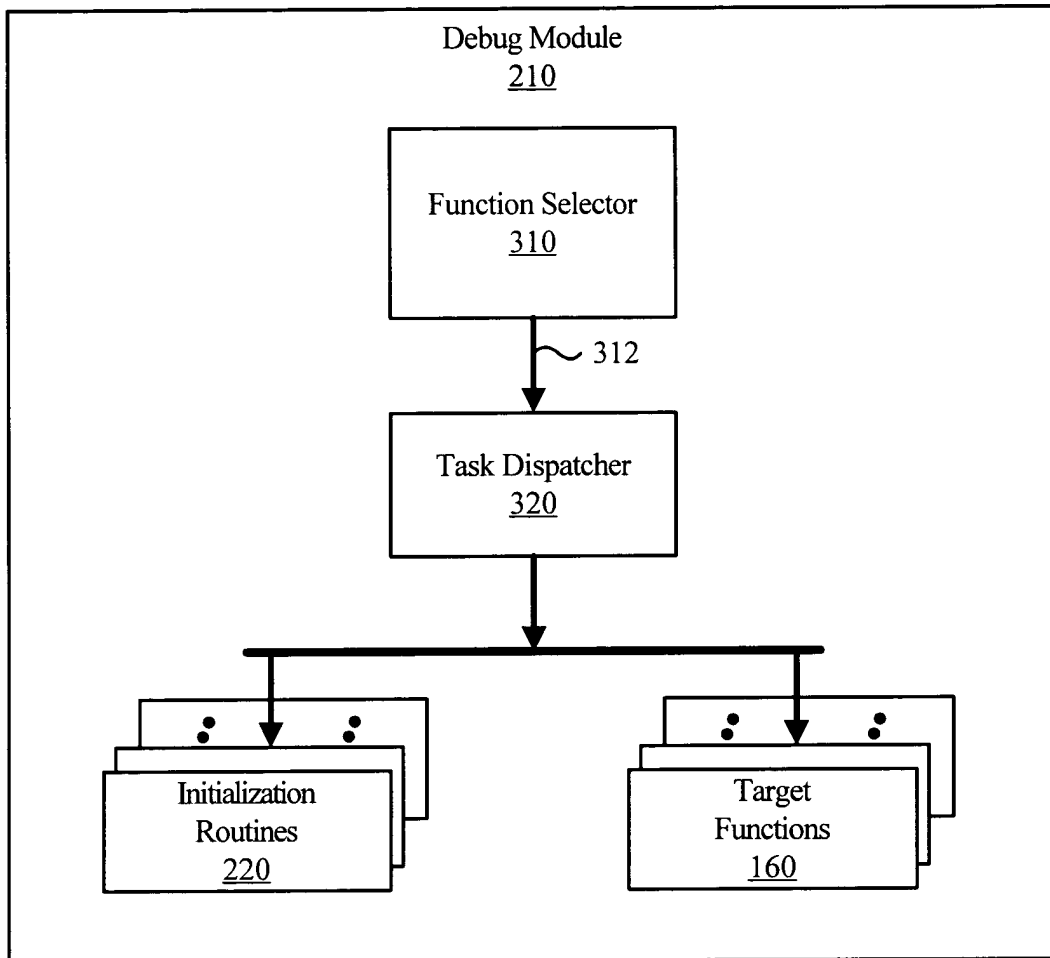 Debug Module
210
Function Selector
310
312
Task Dispatcher
320
Initialization
Routines
220
Target
Functions
160